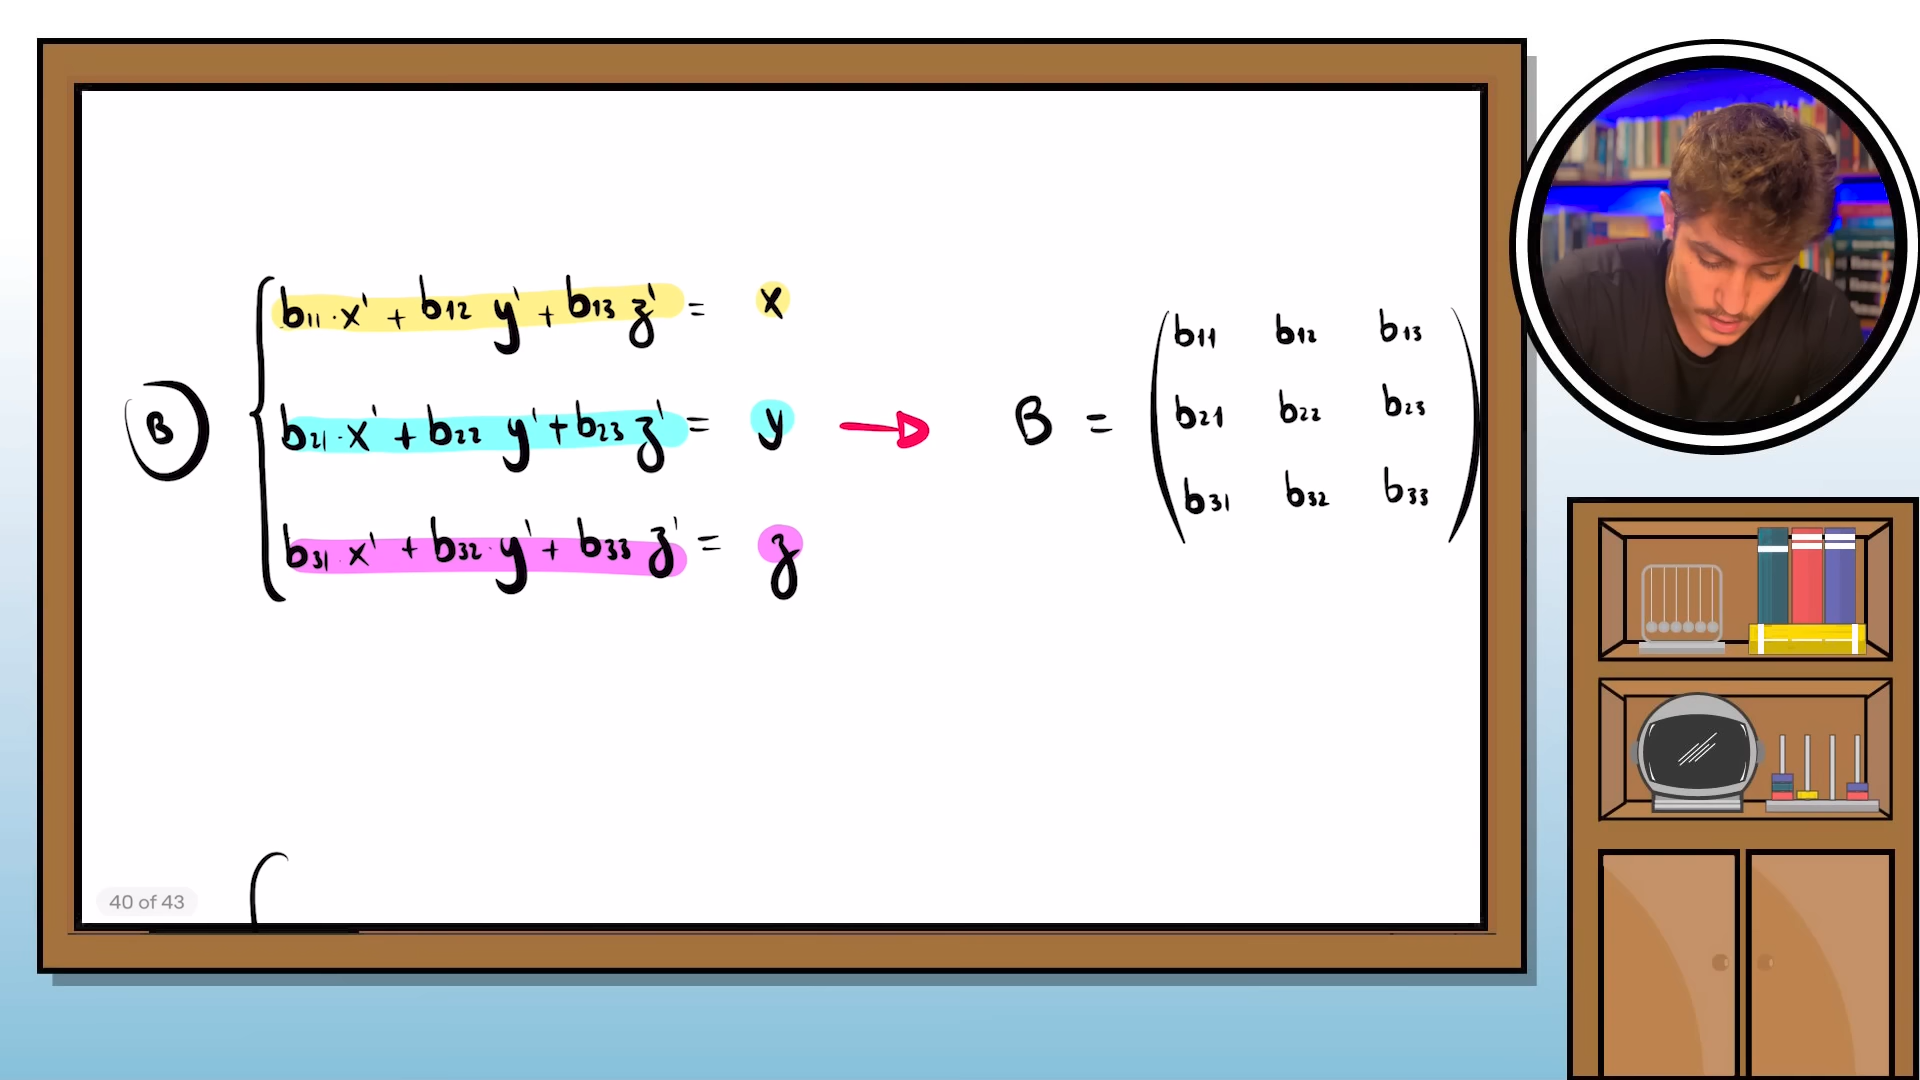 b11·x' + b12 y' + b13 z' = x
B
b21·x' + b22 y' + b23 z' = y
b31·x' + b32·y' + b33 z' = z
B =
b11 b12 b13
b21 b22 b23
b31 b32 b33
40 of 43